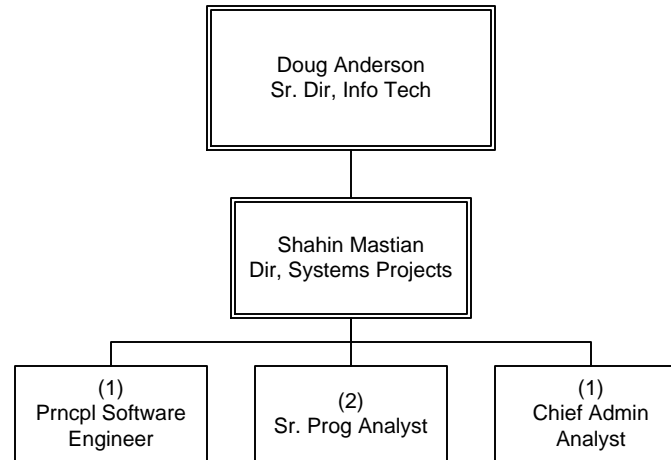 Doug Anderson
Sr. Dir, Info Tech
Shahin Mastian
Dir, Systems Projects
(1)
Prncpl Software
Engineer
(2)
Sr. Prog Analyst
(1)
Chief Admin
Analyst